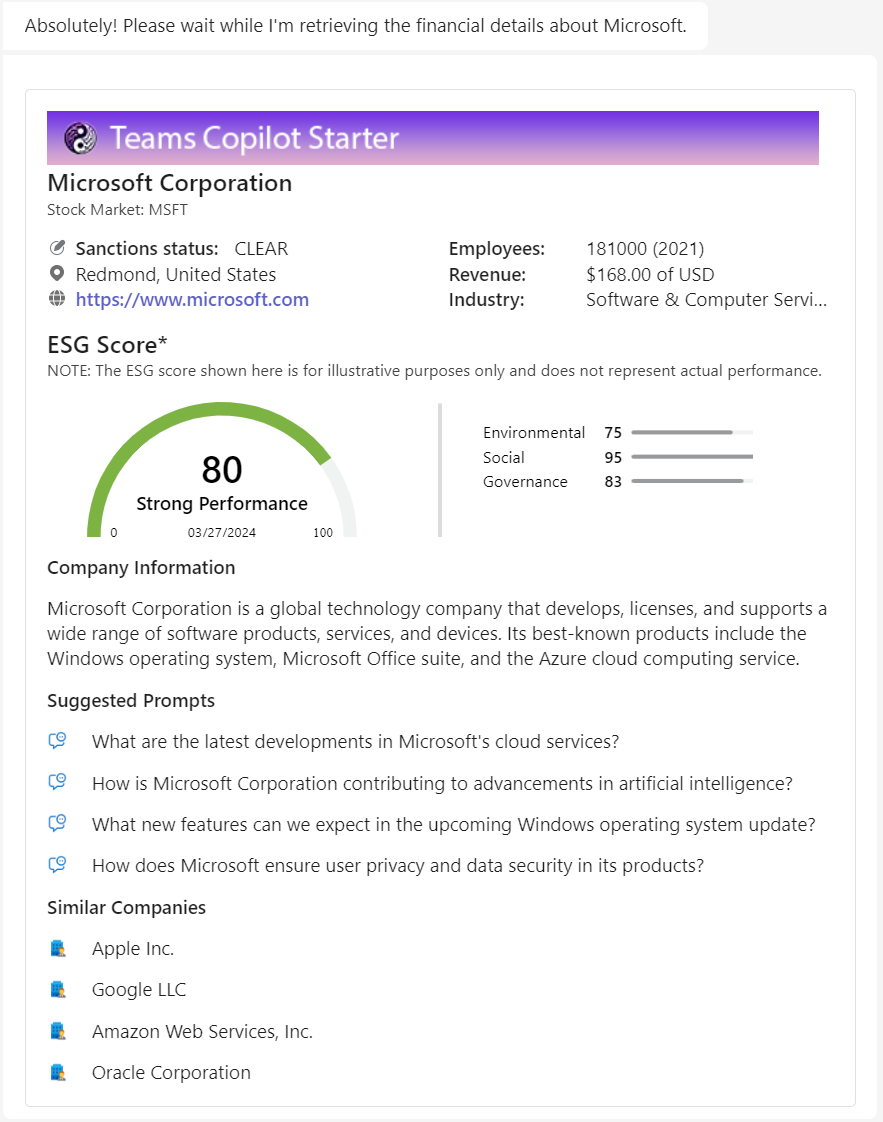 Absolutely! Please wait while I'm retrieving the financial details about Microsoft.
Teams Copilot Starter
Microsoft Corporation
Stock Market: MSFT
Sanctions status: CLEAR
Redmond, United States
https://www.microsoft.com
Employees: 181000 (2021)
Revenue: $168.00 of USD
Industry: Software & Computer Servi...
ESG Score*
NOTE: The ESG score shown here is for illustrative purposes only and does not represent actual performance.
80
Strong Performance
0 03/27/2024 100
Environmental 75
Social 95
Governance 83
Company Information
Microsoft Corporation is a global technology company that develops, licenses, and supports a
wide range of software products, services, and devices. Its best-known products include the
Windows operating system, Microsoft Office suite, and the Azure cloud computing service.
Suggested Prompts
What are the latest developments in Microsoft's cloud services?
How is Microsoft Corporation contributing to advancements in artificial intelligence?
What new features can we expect in the upcoming Windows operating system update?
How does Microsoft ensure user privacy and data security in its products?
Similar Companies
Apple Inc.
Google LLC
Amazon Web Services, Inc.
Oracle Corporation